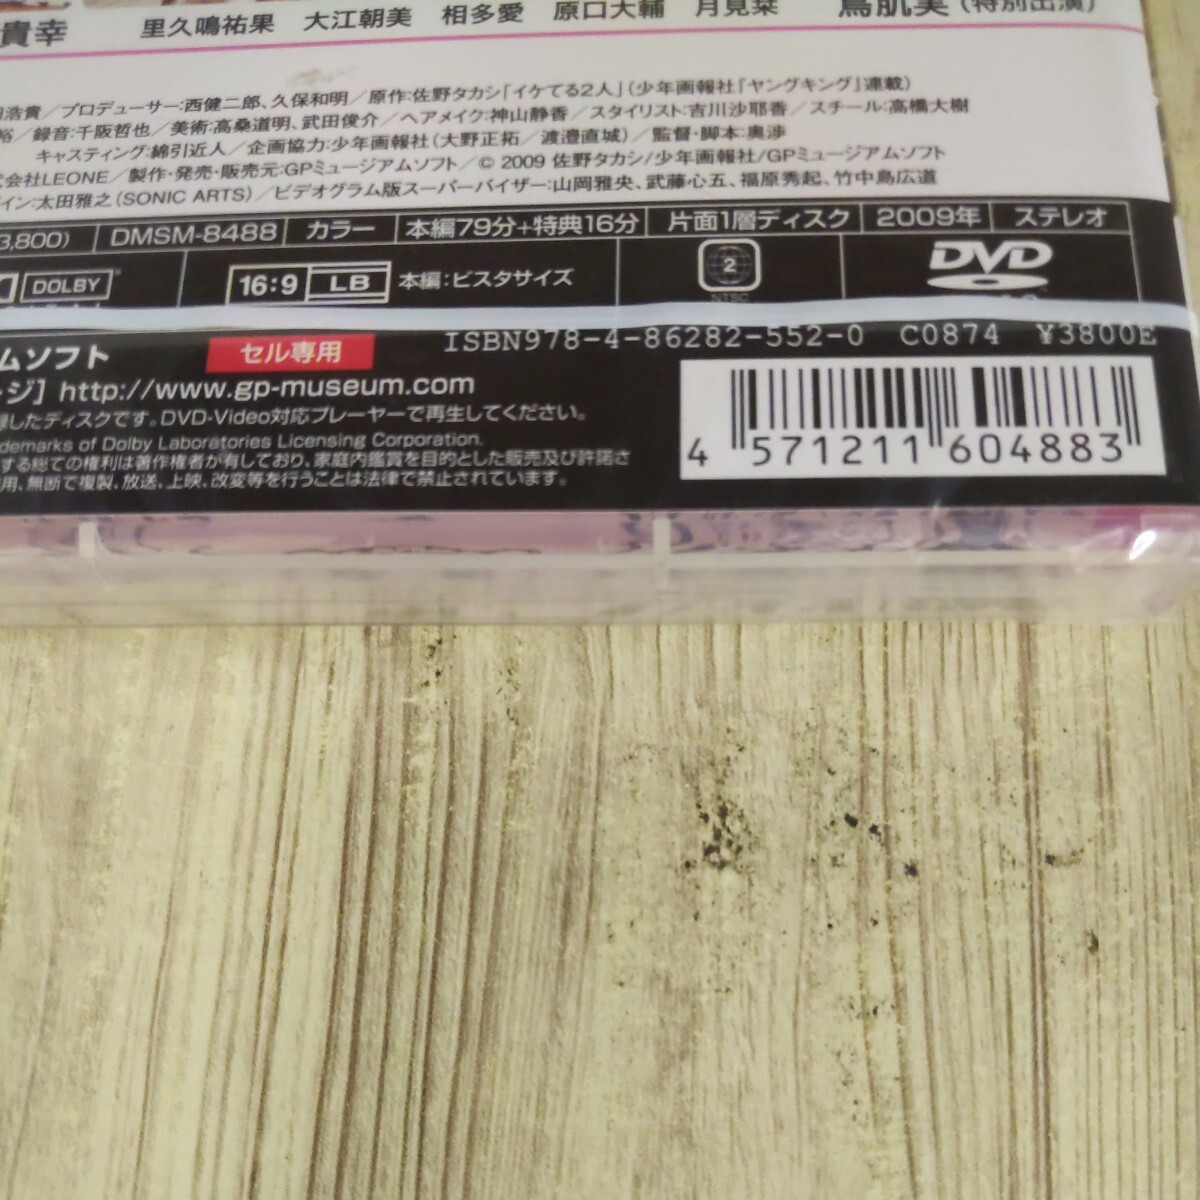 貴幸 里久鳴祐果 大江朝美 相多愛 原口大輔 月見栞 鳥肌実(特別出演)
浩貴/プロデューサー:西健二郎、久保和明/原作:佐野タカシ「イケてる2人」(少年画報社『ヤングキング』連載)
裕/録音:千阪哲也/美術:高桑道明、武田俊介/ヘアメイク:神山静香/スタイリスト:吉川沙耶香/スチール:高橋大樹
キャスティング:綿引近人/企画協力:少年画報社(大野正拓/渡邉直城)/監督・脚本:奥渉
式会社LEONE/製作・発売・販売元:GPミュージアムソフト/© 2009 佐野タカシ/少年画報社/GPミュージアムソフト
イン:太田雅之(SONIC ARTS)/ビデオグラム版スーパーバイザー:山岡雅央、武藤心五、福原秀起、竹中島広道
3,800) DMSM-8488 カラー 本編79分+特典16分 片面1層ディスク 2009年 ステレオ
DOLBY 16:9 LB 本編:ビスタサイズ 2 NTSC DVD
ムソフト セル専用 ISBN978-4-86282-552-0 C0874 ¥3800E
ージ] http://www.gp-museum.com
録したディスクです。DVD-Video対応プレーヤーで再生してください。
demarks of Dolby Laboratories Licensing Corporation.
する総ての権利は著作権者が有しており、家庭内鑑賞を目的とした販売及び許諾さ
用、無断で複製、放送、上映、改変等を行うことは法律で禁止されています。
4 571211 604883